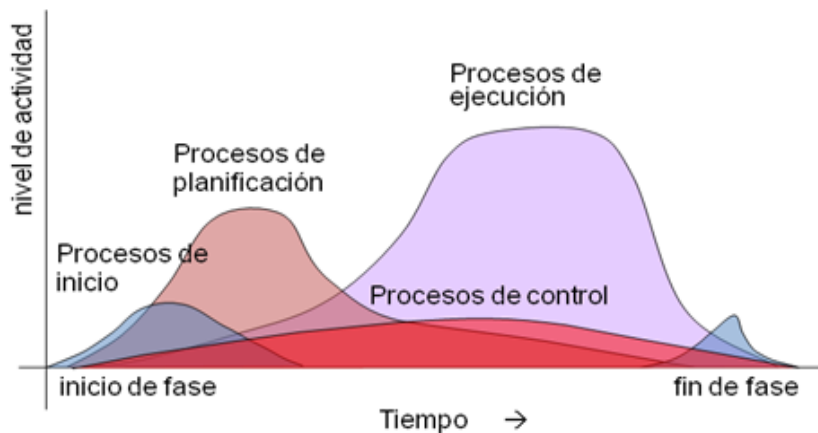 nivel de actividad
Procesos de
ejecución
Procesos de
planificación
Procesos de
inicio
Procesos de control
inicio de fase
fin de fase
Tiempo →